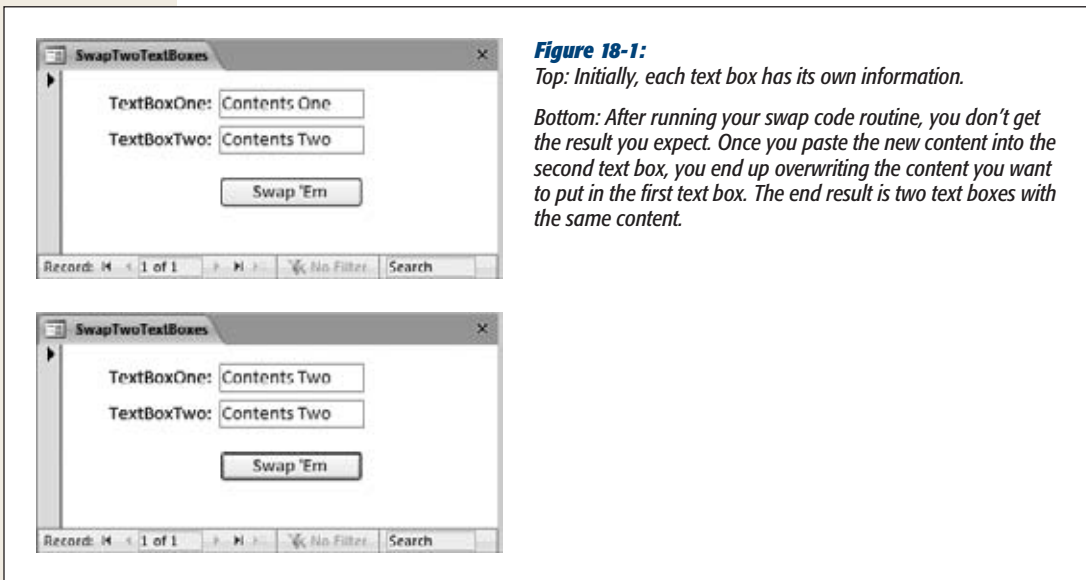 SwapTwoTextBoxes
TextBoxOne: Contents One
TextBoxTwo: Contents Two
Swap 'Em
Record: 1 of 1 No Filter Search
Figure 18-1:
Top: Initially, each text box has its own information.
Bottom: After running your swap code routine, you don't get
the result you expect. Once you paste the new content into the
second text box, you end up overwriting the content you want
to put in the first text box. The end result is two text boxes with
the same content.
SwapTwoTextBoxes
TextBoxOne: Contents Two
TextBoxTwo: Contents Two
Swap 'Em
Record: 1 of 1 No Filter Search